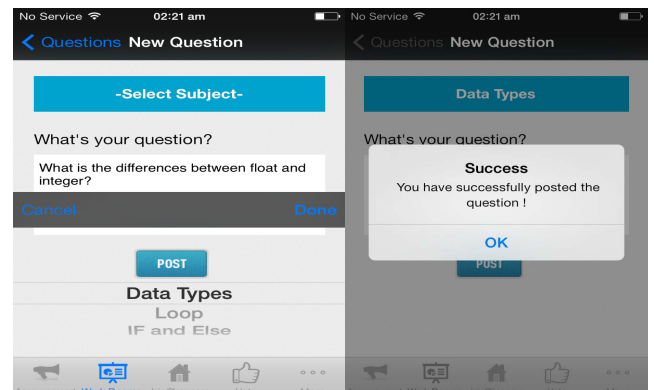 No Service 02:21 am
Questions New Question
-Select Subject-
What's your question?
What is the differences between float and
integer?
Cancel Done
POST
Data Types
Loop
IF and Else
No Service 02:21 am
Questions New Question
Data Types
What's your question?
Success
You have successfully posted the
question !
OK
POST